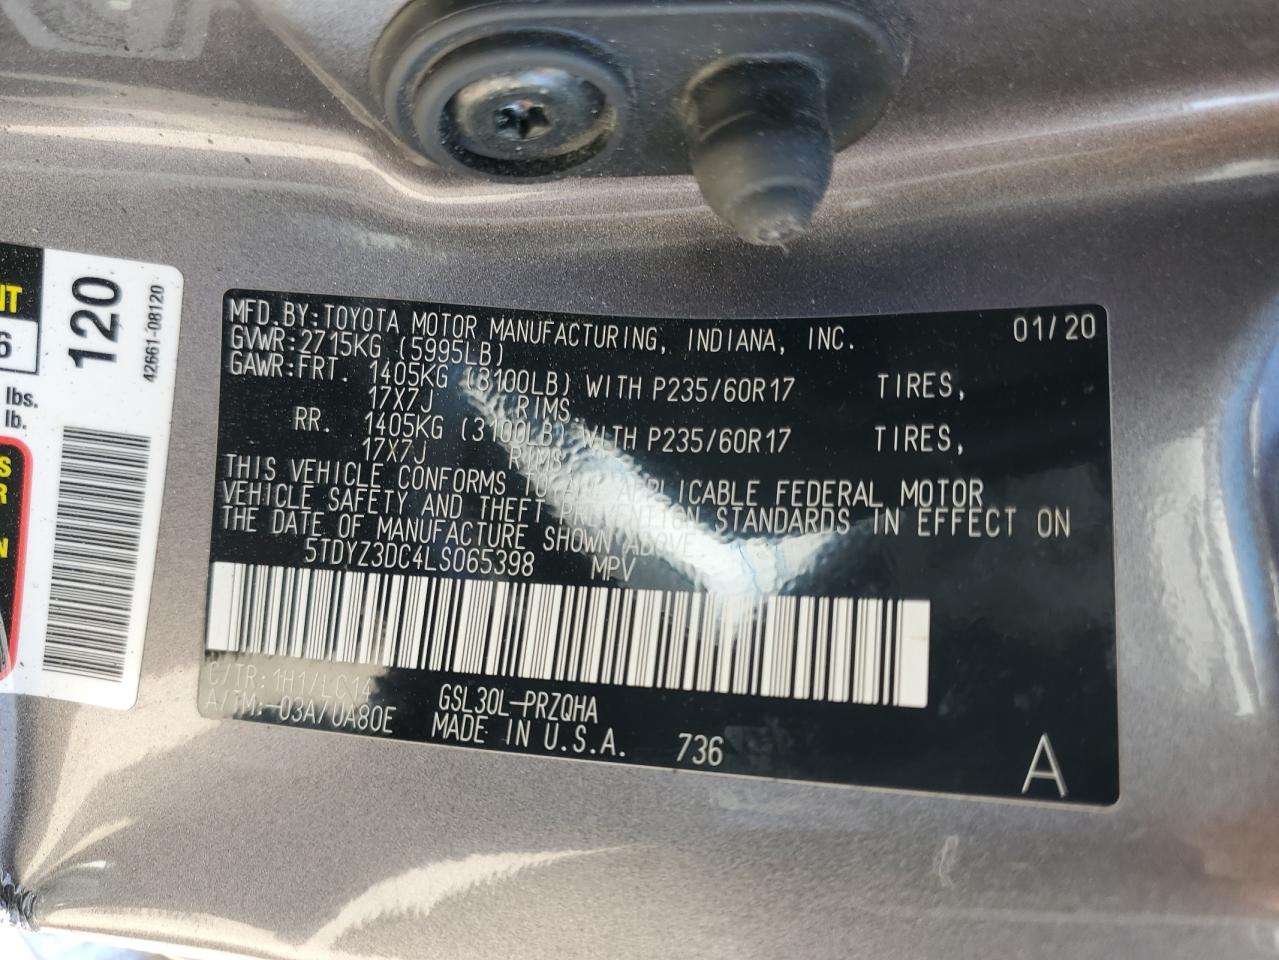 NT
6
lbs.
lb.
S
R
N
120
42661-08120
MFD.BY:TOYOTA MOTOR MANUFACTURING, INDIANA, INC. 01/20
GVWR:2715KG (5995LB)
GAWR:FRT. 1405KG (3100LB) WITH P235/60R17 TIRES,
17X7J RIMS.
RR. 1405KG (3100LB) WITH P235/60R17 TIRES,
17X7J RIMS
THIS VEHICLE CONFORMS TO ALL APPLICABLE FEDERAL MOTOR
VEHICLE SAFETY AND THEFT PREVENTION STANDARDS IN EFFECT ON
THE DATE OF MANUFACTURE SHOWN ABOVE
5TDYZ3DC4LS065398 MPV
C/TR:1H1/LC14
A/TM:-03A/UA80E
GSL30L-PRZQHA
MADE IN U.S.A. 736
A